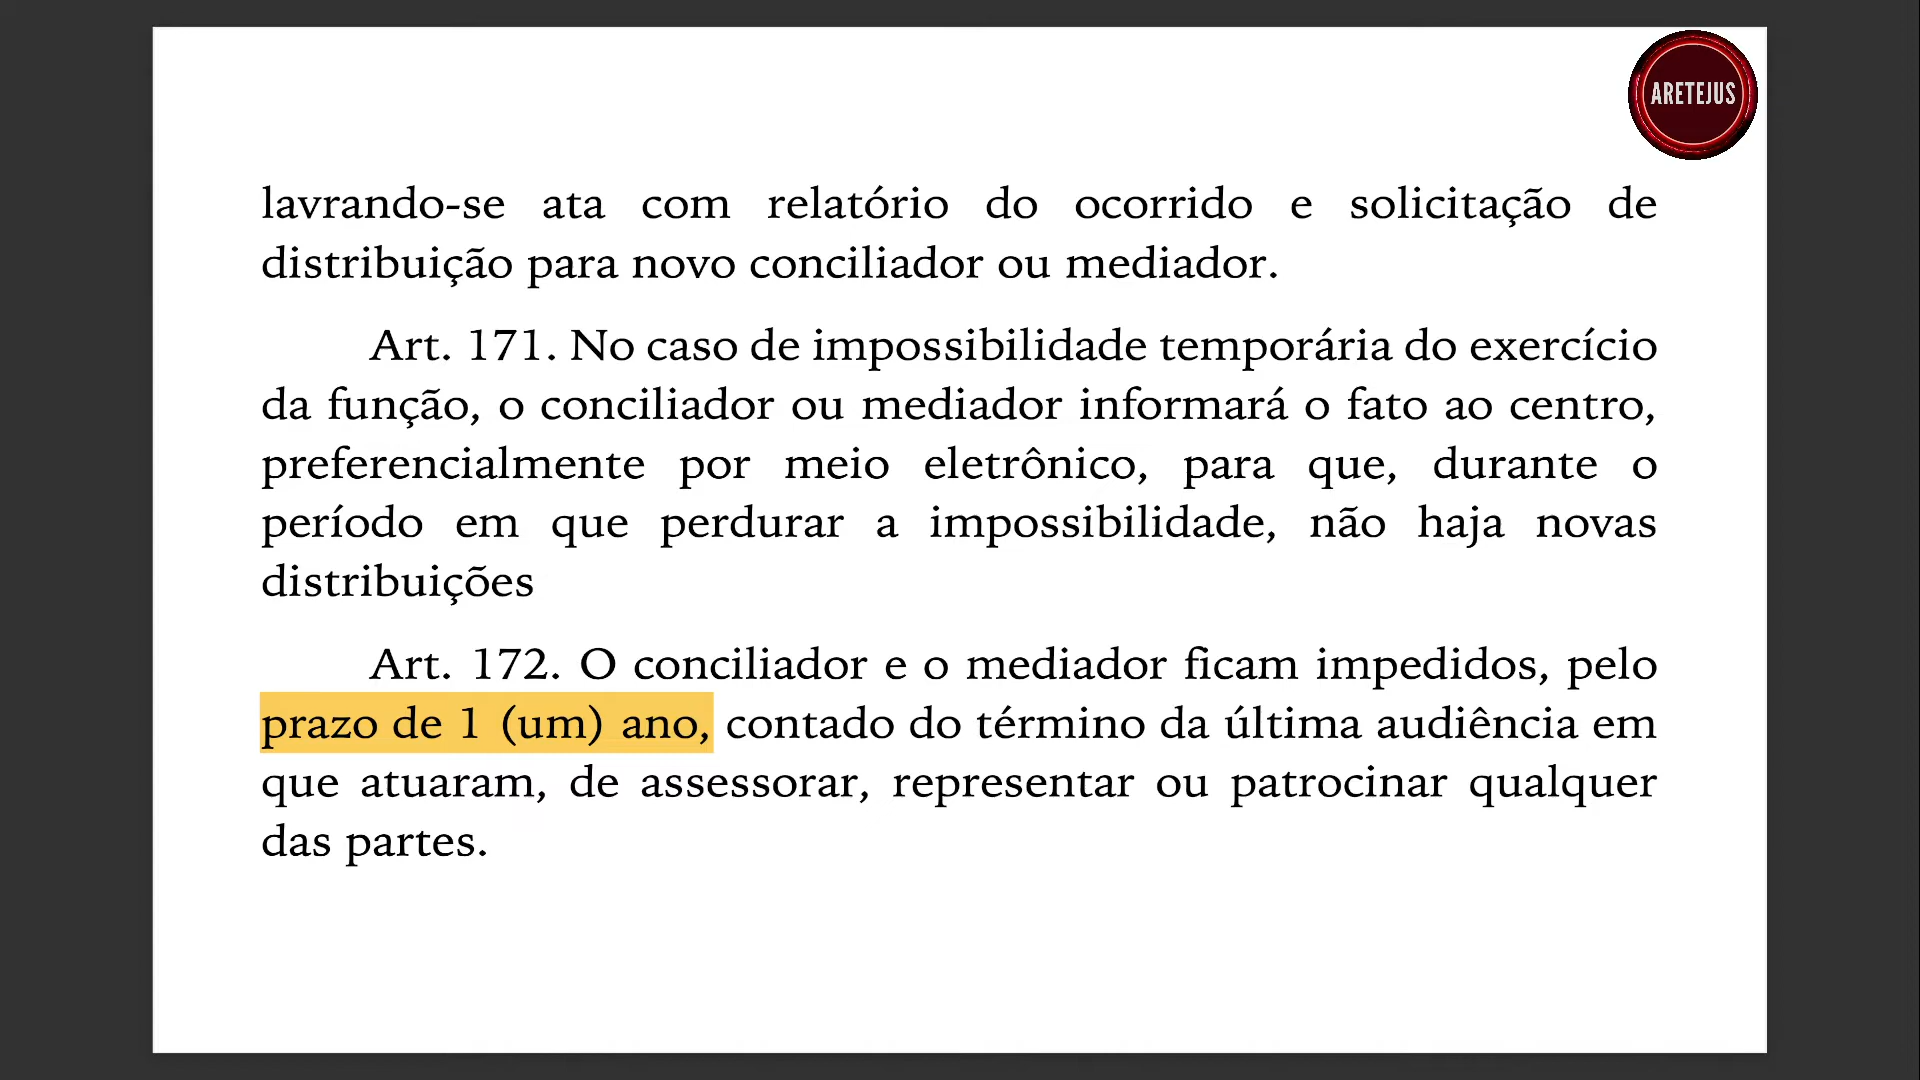 ARETEJUS
lavrando-se ata com relatório do ocorrido e solicitação de
distribuição para novo conciliador ou mediador.
Art. 171. No caso de impossibilidade temporária do exercício
da função, o conciliador ou mediador informará o fato ao centro,
preferencialmente por meio eletrônico, para que, durante o
período em que perdurar a impossibilidade, não haja novas
distribuições
Art. 172. O conciliador e o mediador ficam impedidos, pelo
prazo de 1 (um) ano, contado do término da última audiência em
que atuaram, de assessorar, representar ou patrocinar qualquer
das partes.